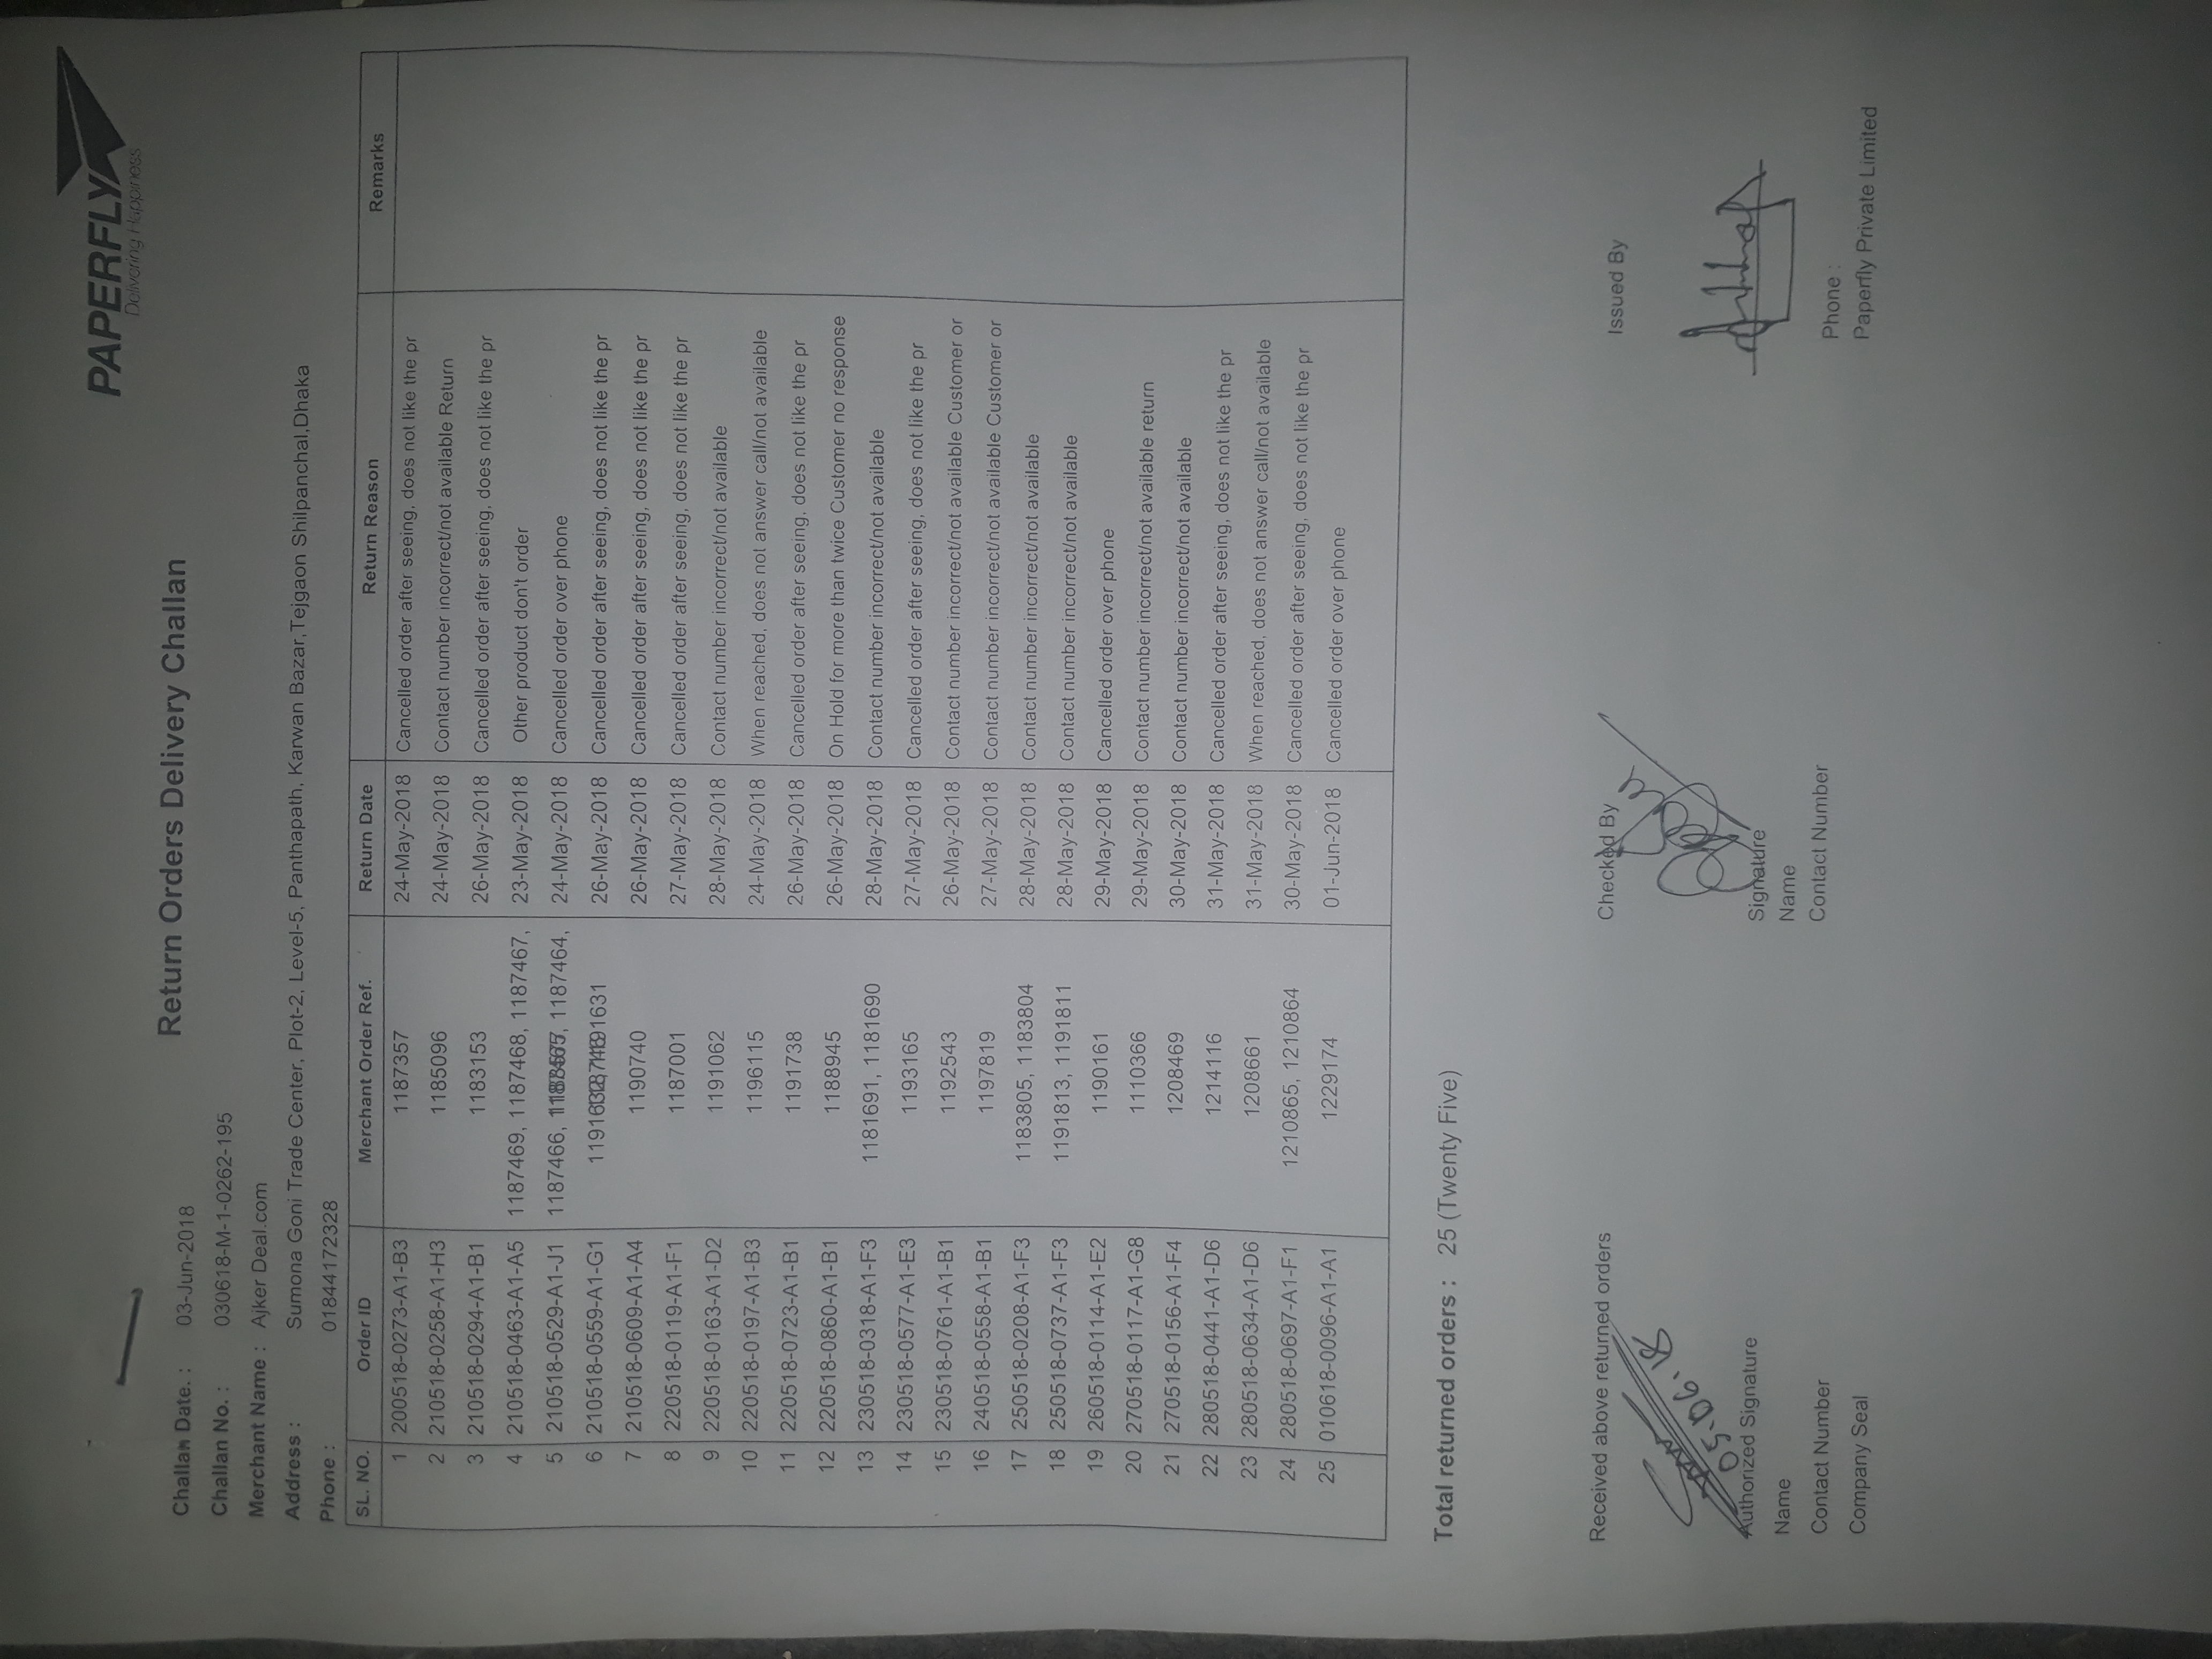 PAPERFLY
Delivering Happiness
Return Orders Delivery Challan
Challan Date. : 03-Jun-2018
Challan No. : 030618-M-1-0262-195
Merchant Name : Ajker Deal.com
Address : Sumona Goni Trade Center, Plot-2, Level-5, Panthapath, Karwan Bazar,Tejgaon Shilpanchal,Dhaka
Phone : 01844172328
SL. NO. Order ID Merchant Order Ref. Return Date Return Reason Remarks
1 200518-0273-A1-B3 1187357 24-May-2018 Cancelled order after seeing, does not like the pr
2 210518-0258-A1-H3 1185096 24-May-2018 Contact number incorrect/not available Return
3 210518-0294-A1-B1 1183153 26-May-2018 Cancelled order after seeing, does not like the pr
4 210518-0463-A1-A5 1187469, 1187468, 1187467, 23-May-2018 Other product don't order
5 210518-0529-A1-J1 1187466, 1187464, 24-May-2018 Cancelled order over phone
6 210518-0559-A1-G1 26-May-2018 Cancelled order after seeing, does not like the pr
7 210518-0609-A1-A4 1190740 26-May-2018 Cancelled order after seeing, does not like the pr
8 220518-0119-A1-F1 1187001 27-May-2018 Cancelled order after seeing, does not like the pr
9 220518-0163-A1-D2 1191062 28-May-2018 Contact number incorrect/not available
10 220518-0197-A1-B3 1196115 24-May-2018 When reached, does not answer call/not available
11 220518-0723-A1-B1 1191738 26-May-2018 Cancelled order after seeing, does not like the pr
12 220518-0860-A1-B1 1188945 26-May-2018 On Hold for more than twice Customer no response
13 230518-0318-A1-F3 1181691, 1181690 28-May-2018 Contact number incorrect/not available
14 230518-0577-A1-E3 1193165 27-May-2018 Cancelled order after seeing, does not like the pr
15 230518-0761-A1-B1 1192543 26-May-2018 Contact number incorrect/not available Customer or
16 240518-0558-A1-B1 1197819 27-May-2018 Contact number incorrect/not available Customer or
17 250518-0208-A1-F3 1183805, 1183804 28-May-2018 Contact number incorrect/not available
18 250518-0737-A1-F3 1191813, 1191811 28-May-2018 Contact number incorrect/not available
19 260518-0114-A1-E2 1190161 29-May-2018 Cancelled order over phone
20 270518-0117-A1-G8 1110366 29-May-2018 Contact number incorrect/not available return
21 270518-0156-A1-F4 1208469 30-May-2018 Contact number incorrect/not available
22 280518-0441-A1-D6 1214116 31-May-2018 Cancelled order after seeing, does not like the pr
23 280518-0634-A1-D6 1208661 31-May-2018 When reached, does not answer call/not available
24 280518-0697-A1-F1 1210865, 1210864 30-May-2018 Cancelled order after seeing, does not like the pr
25 010618-0096-A1-A1 1229174 01-Jun-2018 Cancelled order over phone
Total returned orders : 25 (Twenty Five)
Received above returned orders Checked By Issued By
05.06.18
Authorized Signature Signature
Name Name
Contact Number Contact Number Phone :
Company Seal Paperfly Private Limited